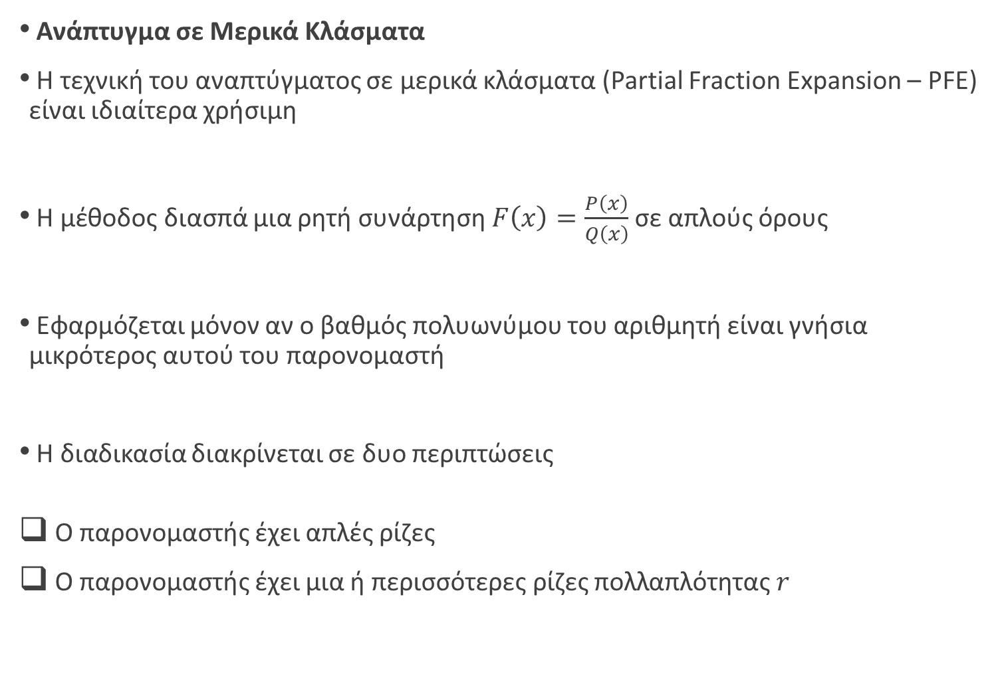 • Ανάπτυγμα σε Μερικά Κλάσματα
• Η τεχνική του αναπτύγματος σε μερικά κλάσματα (Partial Fraction Expansion – PFE)
είναι ιδιαίτερα χρήσιμη
• Η μέθοδος διασπά μια ρητή συνάρτηση F(x) = P(x)/Q(x) σε απλούς όρους
• Εφαρμόζεται μόνον αν ο βαθμός πολυωνύμου του αριθμητή είναι γνήσια
μικρότερος αυτού του παρονομαστή
• Η διαδικασία διακρίνεται σε δυο περιπτώσεις
❑ Ο παρονομαστής έχει απλές ρίζες
❑ Ο παρονομαστής έχει μια ή περισσότερες ρίζες πολλαπλότητας r